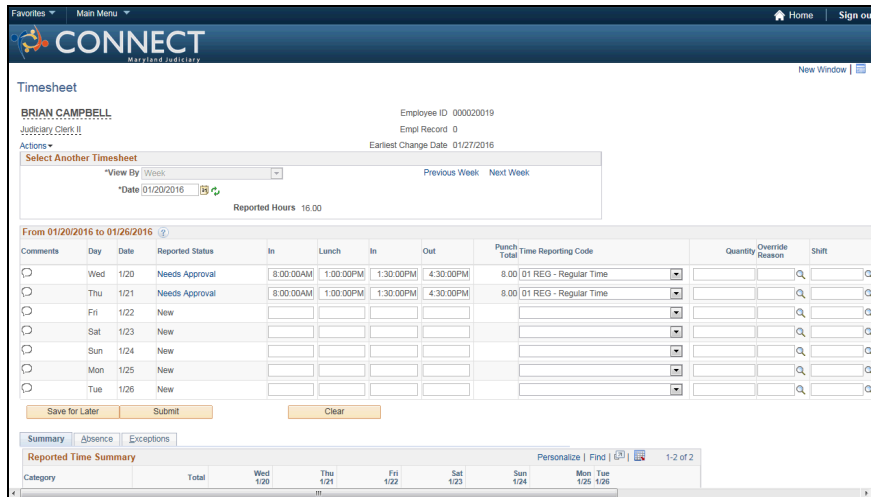 Favorites Main Menu Home Sign ou
CONNECT
Maryland Judiciary
New Window
Timesheet
BRIAN CAMPBELL Employee ID 000020019
Judiciary Clerk II Empl Record 0
Actions Earliest Change Date 01/27/2016
Select Another Timesheet
*View By Week Previous Week Next Week
*Date 01/20/2016
Reported Hours 16.00
From 01/20/2016 to 01/26/2016
Comments Day Date Reported Status In Lunch In Out Punch Total Time Reporting Code Quantity Override Reason Shift
Wed 1/20 Needs Approval 8:00:00AM 1:00:00PM 1:30:00PM 4:30:00PM 8.00 01 REG - Regular Time
Thu 1/21 Needs Approval 8:00:00AM 1:00:00PM 1:30:00PM 4:30:00PM 8.00 01 REG - Regular Time
Fri 1/22 New
Sat 1/23 New
Sun 1/24 New
Mon 1/25 New
Tue 1/26 New
Save for Later Submit Clear
Summary Absence Exceptions
Reported Time Summary Personalize | Find | | 1-2 of 2
Category Total Wed 1/20 Thu 1/21 Fri 1/22 Sat 1/23 Sun 1/24 Mon 1/25 Tue 1/26